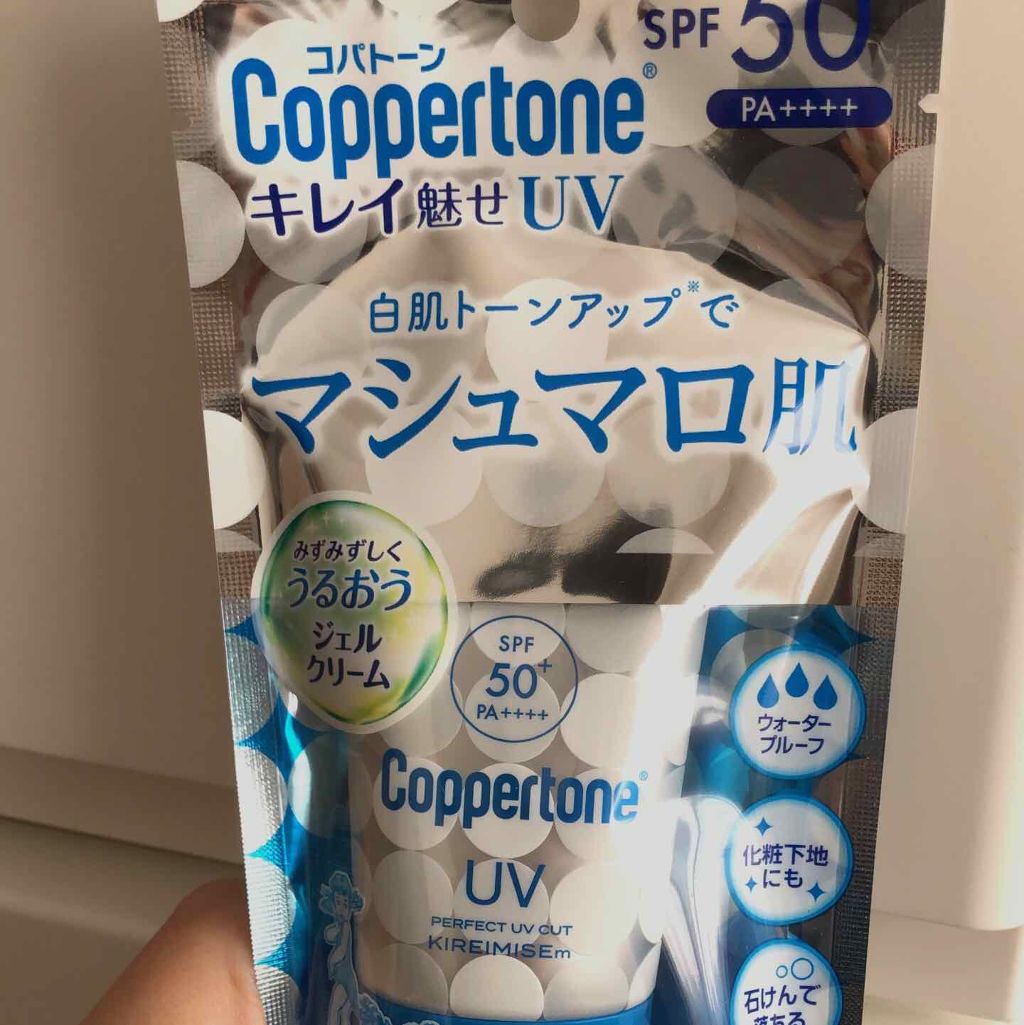 SPF 50
PA++++
コパトーン
Coppertone®
キレイ魅せUV
白肌トーンアップ※で
マシュマロ肌
みずみずしく
うるおう
ジェル
クリーム
SPF
50+
PA++++
Coppertone®
UV
PERFECT UV CUT
KIREIMISEm
ウォーター
プルーフ
化粧下地
にも
石けんで
落ちる